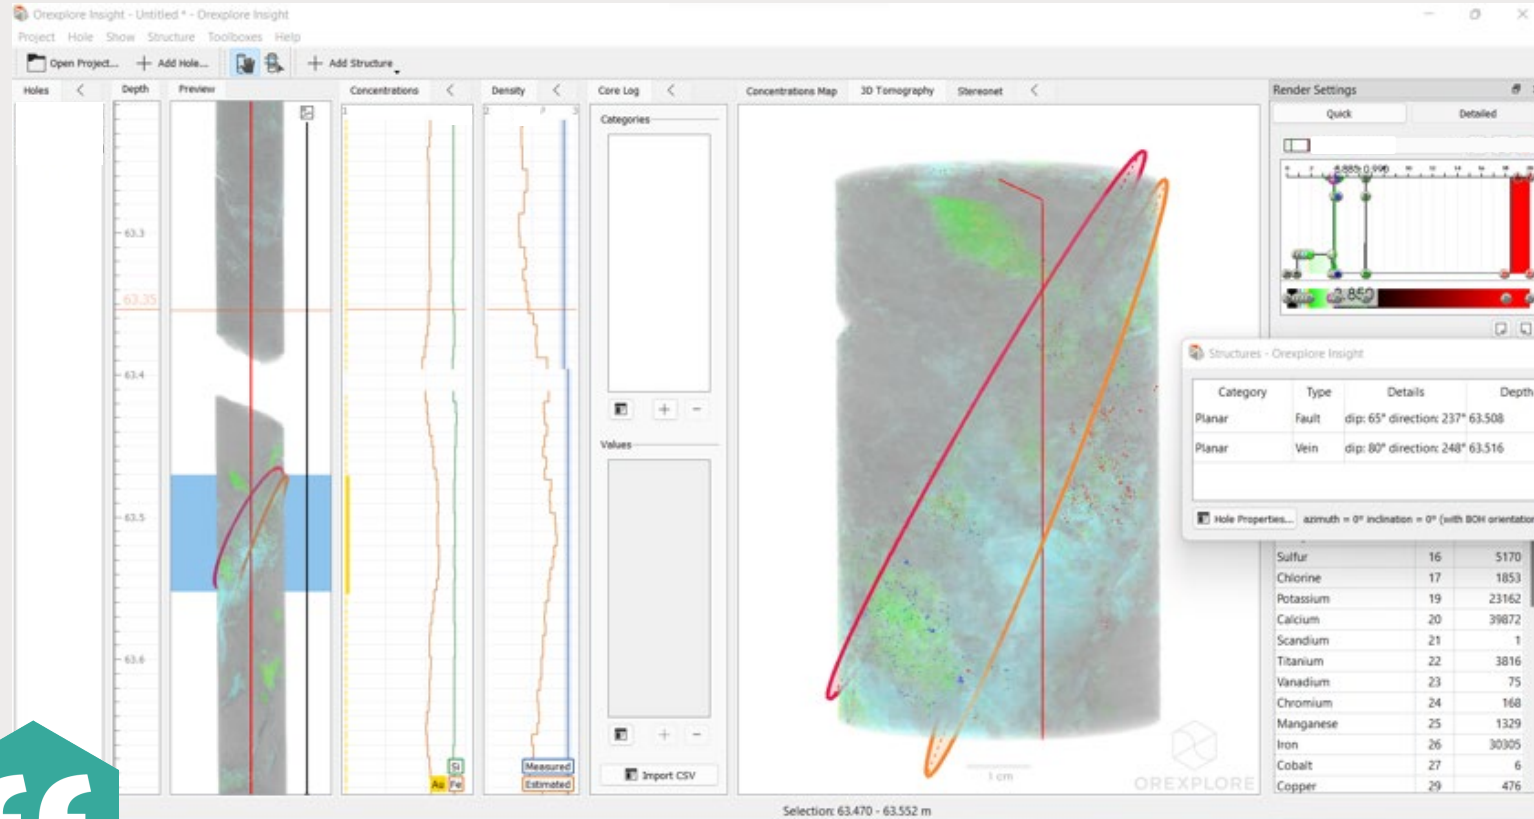 Orexplore Insight - Untitled * - Orexplore Insight
Project Hole Show Structure Toolboxes Help
Open Project... Add Hole... Add Structure
Holes Depth Preview Concentrations Density Core Log Concentrations Map 3D Tomography Stereonet Render Settings
Quick Detailed
Categories
63.3
63.35
63.4
63.5
63.6
Values
Import CSV
Si
Au Fe
Measured
Estimated
1 cm
OREXPLORE
3.850
Structures - Orexplore Insight
Category Type Details Depth
Planar Fault dip: 65° direction: 237° 63.508
Planar Vein dip: 80° direction: 248° 63.516
Hole Properties... azimuth = 0° inclination = 0° (with BOH orientation
Sulfur 16 5170
Chlorine 17 1853
Potassium 19 23162
Calcium 20 39872
Scandium 21 1
Titanium 22 3816
Vanadium 23 75
Chromium 24 168
Manganese 25 1329
Iron 26 30305
Cobalt 27 6
Copper 29 476
Selection: 63.470 - 63.552 m